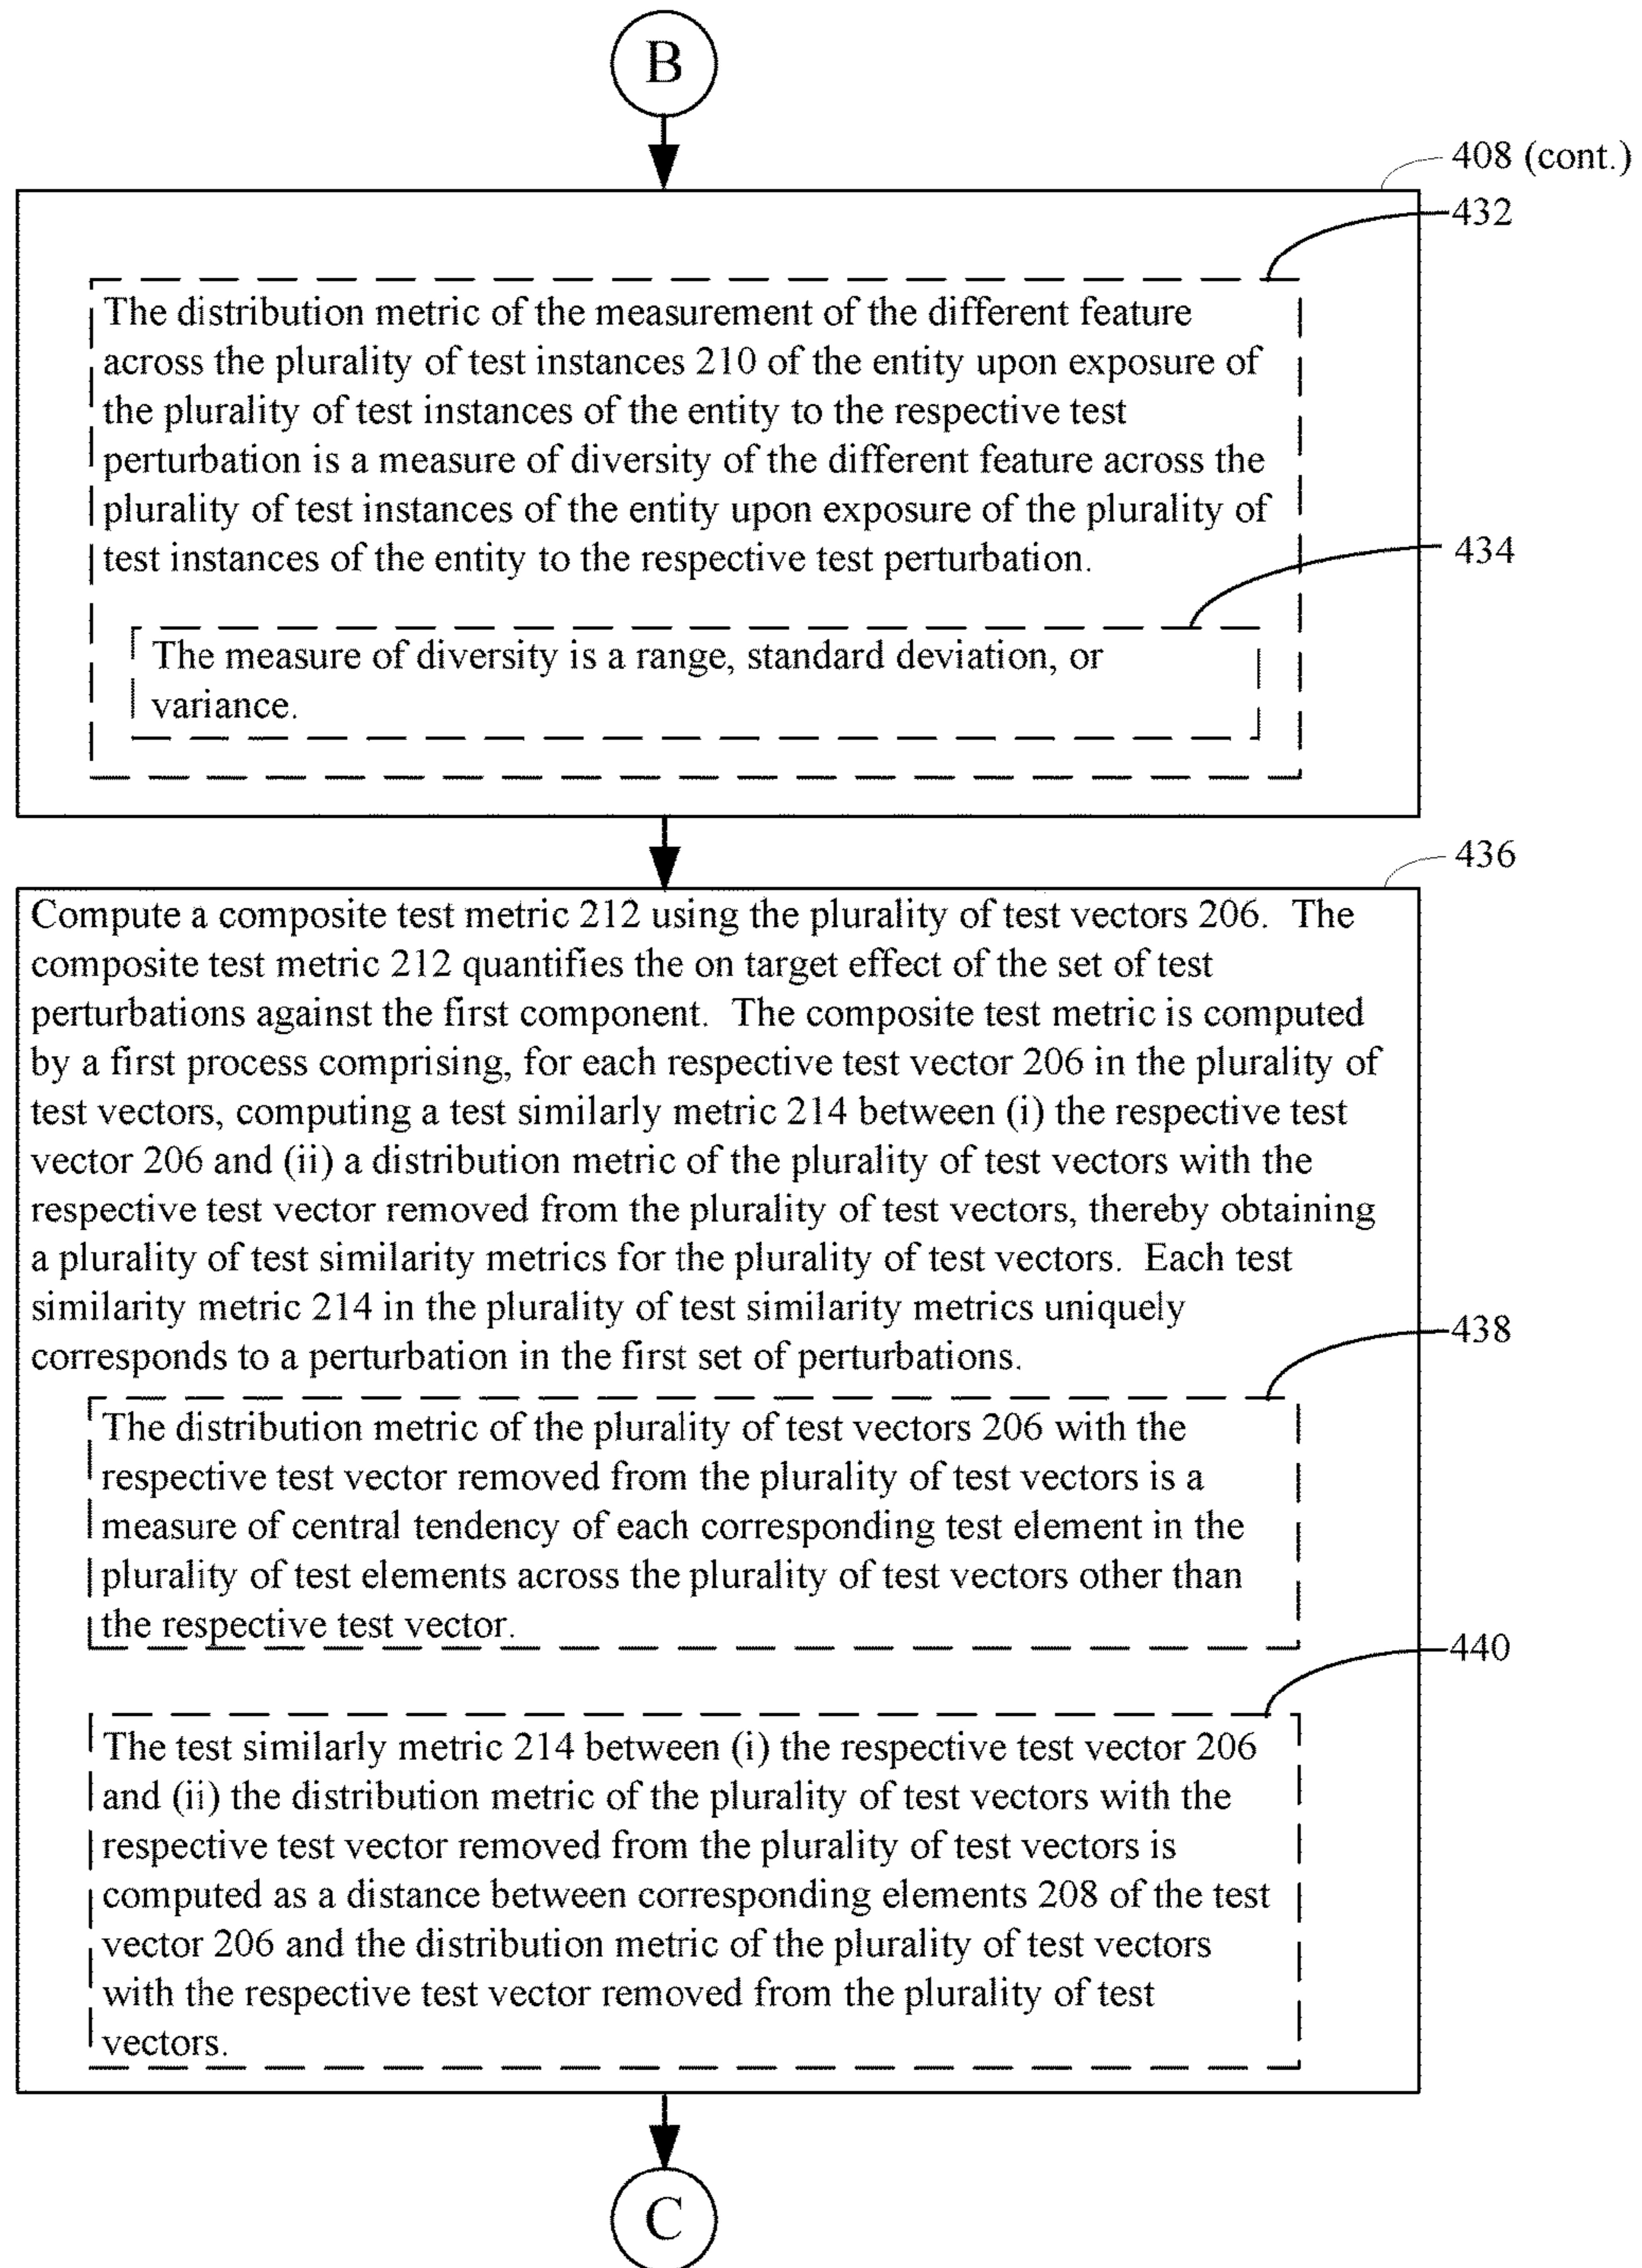 B
408 (cont.)
432
The distribution metric of the measurement of the different feature
across the plurality of test instances 210 of the entity upon exposure of
the plurality of test instances of the entity to the respective test
perturbation is a measure of diversity of the different feature across the
plurality of test instances of the entity upon exposure of the plurality of
test instances of the entity to the respective test perturbation.
434
The measure of diversity is a range, standard deviation, or
variance.
436
Compute a composite test metric 212 using the plurality of test vectors 206.  The
composite test metric 212 quantifies the on target effect of the set of test
perturbations against the first component.  The composite test metric is computed
by a first process comprising, for each respective test vector 206 in the plurality of
test vectors, computing a test similarly metric 214 between (i) the respective test
vector 206 and (ii) a distribution metric of the plurality of test vectors with the
respective test vector removed from the plurality of test vectors, thereby obtaining
a plurality of test similarity metrics for the plurality of test vectors.  Each test
similarity metric 214 in the plurality of test similarity metrics uniquely
corresponds to a perturbation in the first set of perturbations.
438
The distribution metric of the plurality of test vectors 206 with the
respective test vector removed from the plurality of test vectors is a
measure of central tendency of each corresponding test element in the
plurality of test elements across the plurality of test vectors other than
the respective test vector.
440
The test similarly metric 214 between (i) the respective test vector 206
and (ii) the distribution metric of the plurality of test vectors with the
respective test vector removed from the plurality of test vectors is
computed as a distance between corresponding elements 208 of the test
vector 206 and the distribution metric of the plurality of test vectors
with the respective test vector removed from the plurality of test
vectors.
C